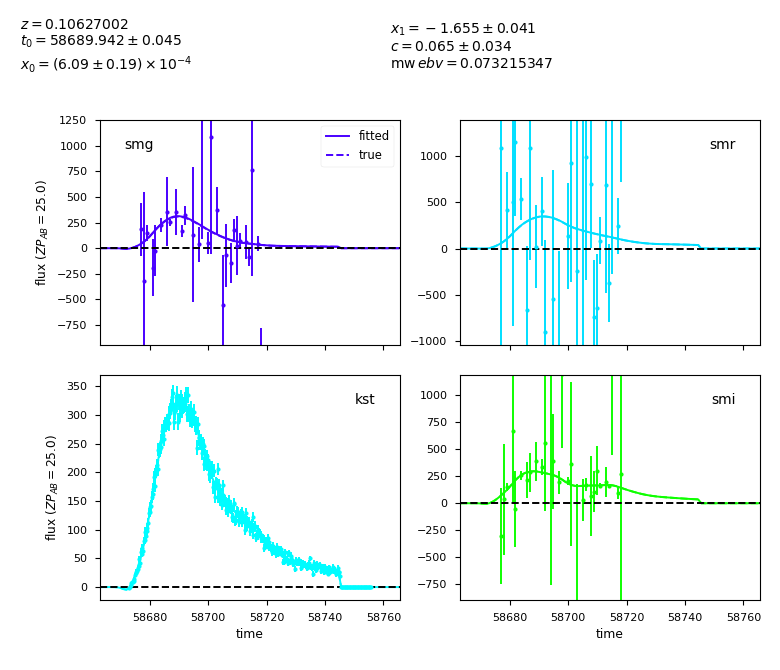 z = 0.10627002
t₀ = 58689.942 ± 0.045
x₀ = (6.09 ± 0.19) × 10⁻⁴
x₁ = −1.655 ± 0.041
c = 0.065 ± 0.034
mw ebv = 0.073215347
smg
fitted
true
1250
1000
750
500
250
0
−250
−500
−750
flux (ZP_AB = 25.0)
smr
1000
500
0
−500
−1000
kst
350
300
250
200
150
100
50
0
flux (ZP_AB = 25.0)
58680 58700 58720 58740 58760
time
smi
1000
750
500
250
0
−250
−500
−750
58680 58700 58720 58740 58760
time